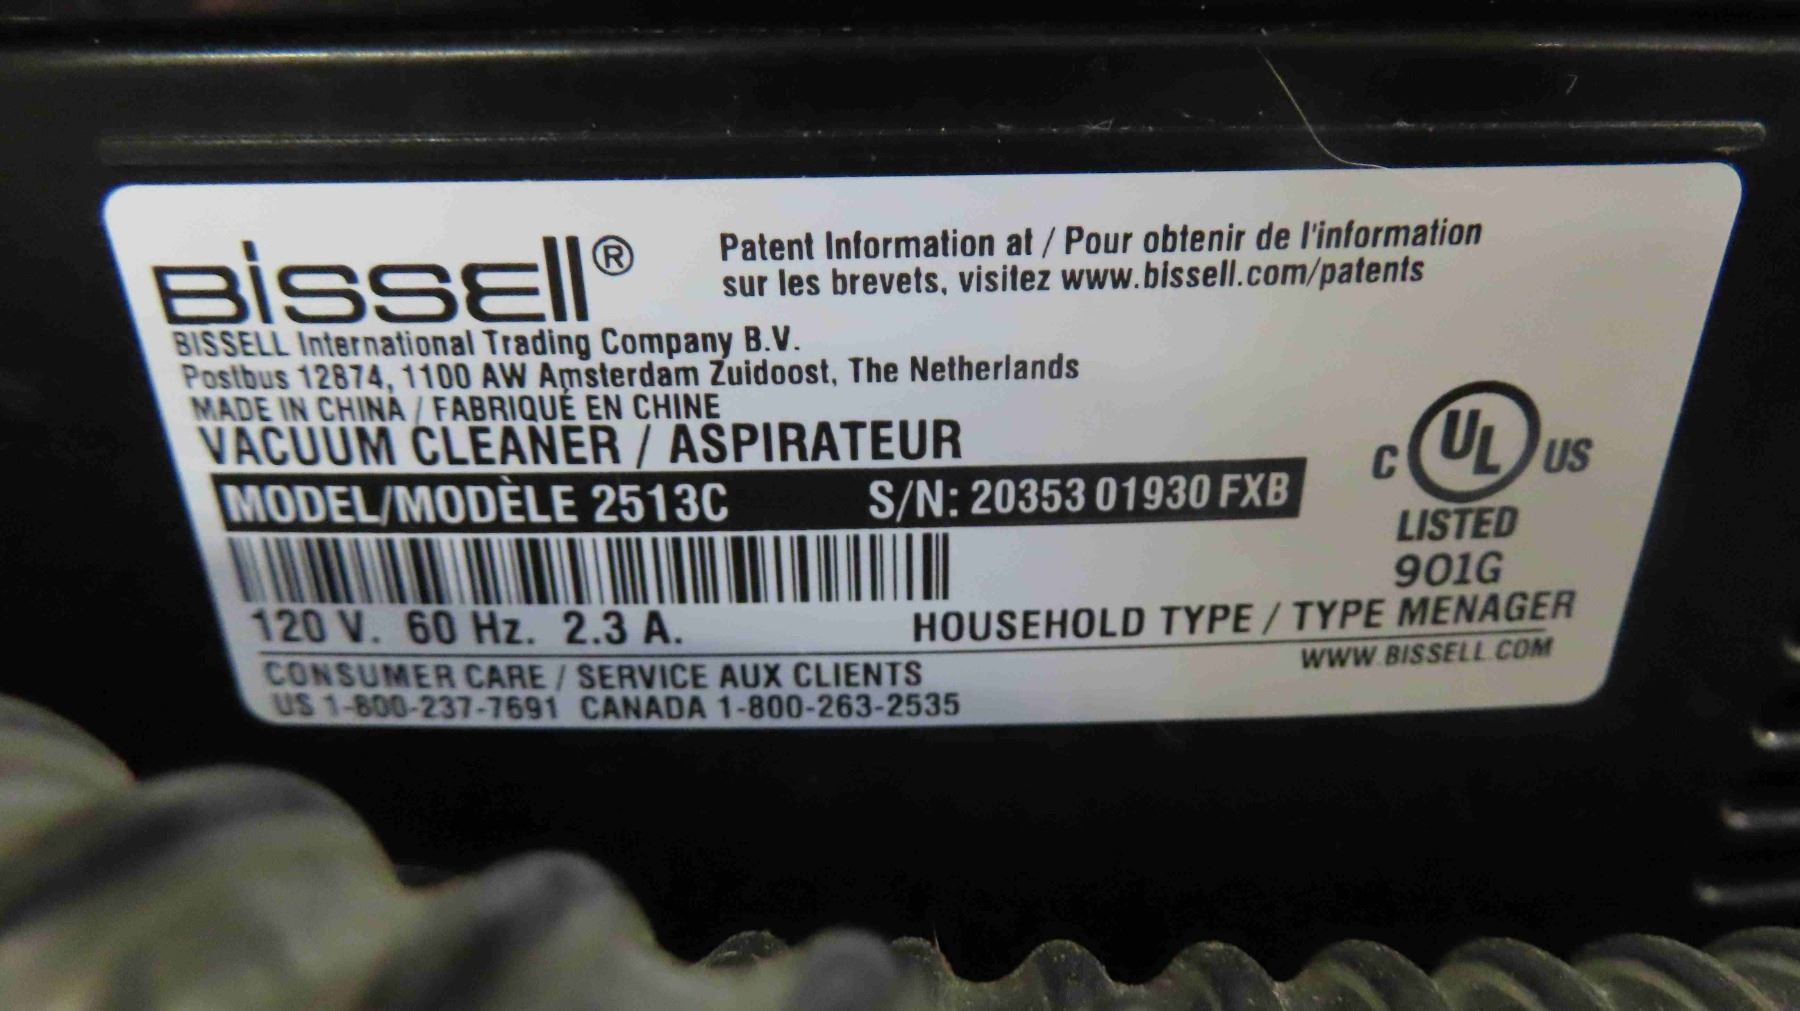 Bissell®
Patent Information at / Pour obtenir de l'information
sur les brevets, visitez www.bissell.com/patents
BISSELL International Trading Company B.V.
Postbus 12874, 1100 AW Amsterdam Zuidoost, The Netherlands
MADE IN CHINA / FABRIQUÉ EN CHINE
VACUUM CLEANER / ASPIRATEUR
MODEL/MODÈLE 2513C S/N: 20353 01930 FXB
C UL US
LISTED
901G
120 V. 60 Hz. 2.3 A.
HOUSEHOLD TYPE / TYPE MENAGER
WWW.BISSELL.COM
CONSUMER CARE / SERVICE AUX CLIENTS
US 1-800-237-7691 CANADA 1-800-263-2535